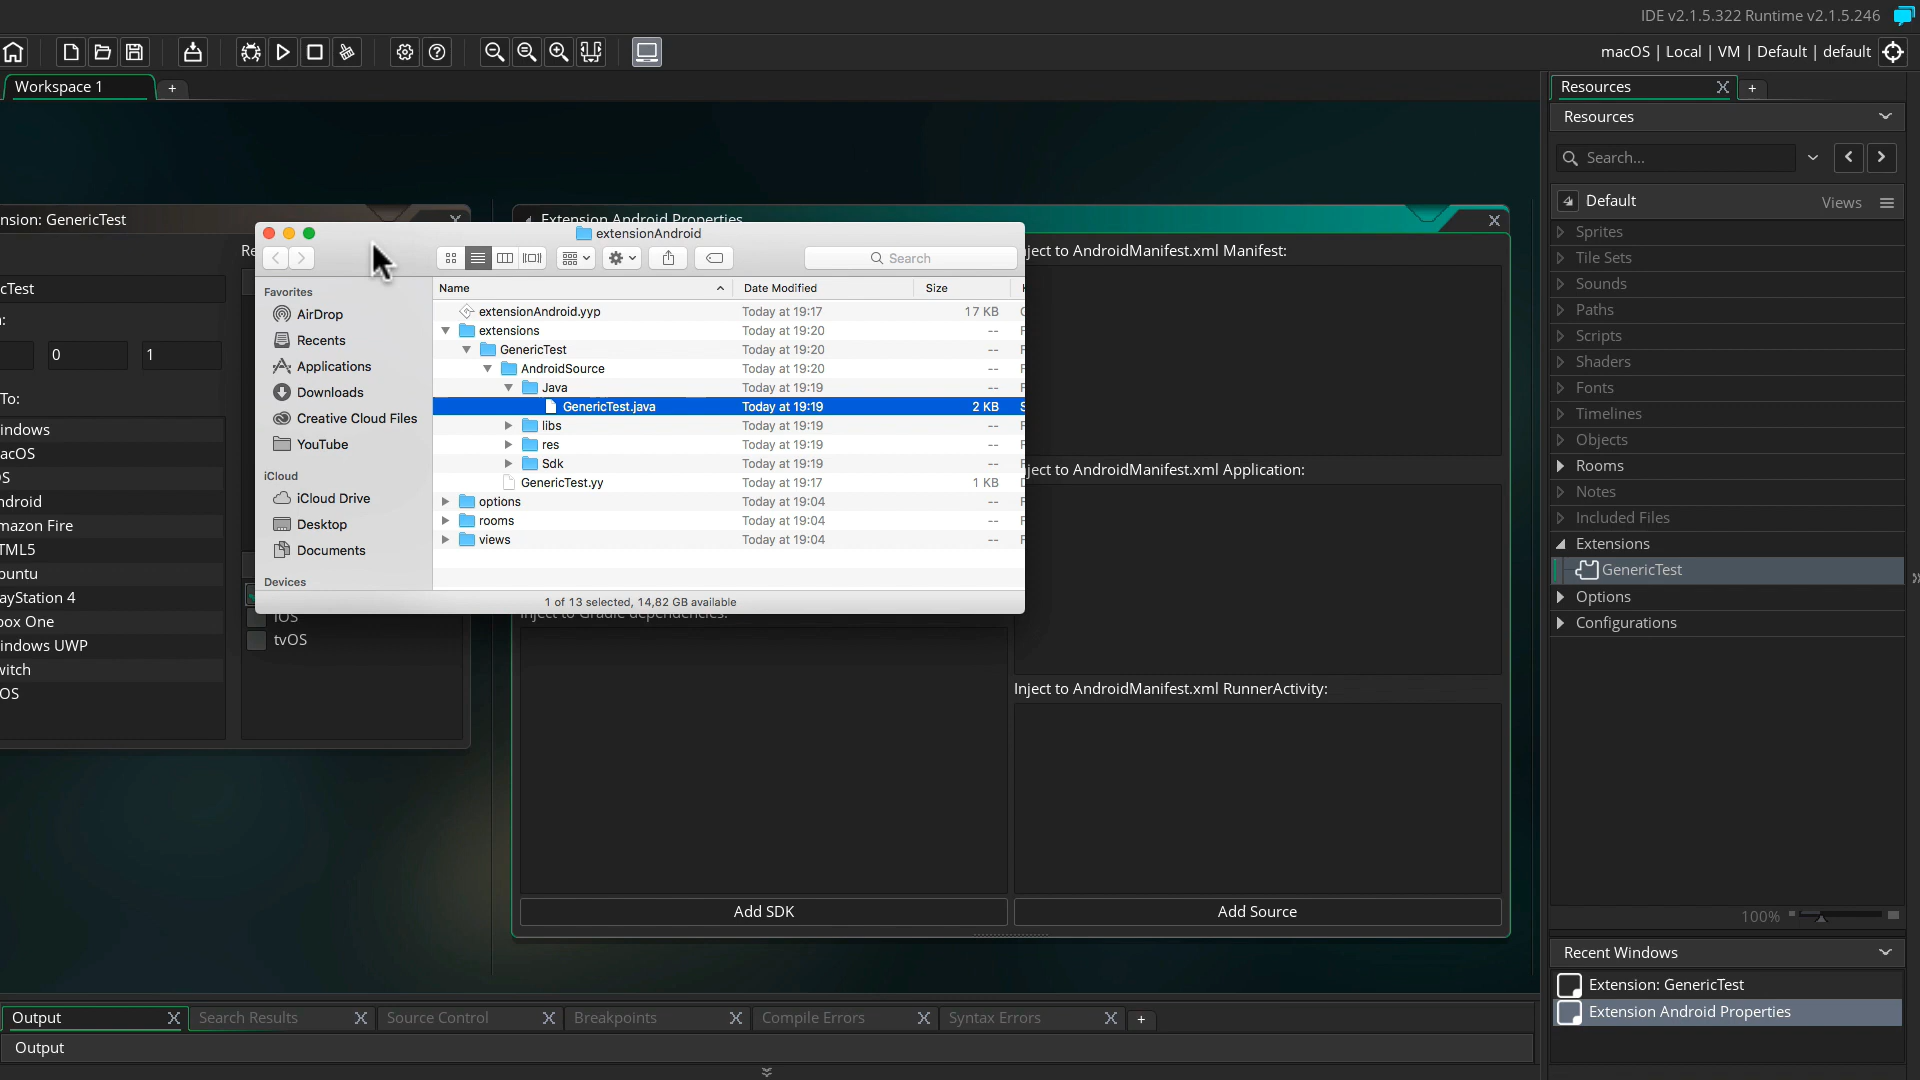 IDE v2.1.5.322 Runtime v2.1.5.246
macOS | Local | VM | Default | default
Workspace 1
+
Resources
+
Resources
Search...
Default
Views
Sprites
Tile Sets
Sounds
Paths
Scripts
Shaders
Fonts
Timelines
Objects
Rooms
Notes
Included Files
Extensions
GenericTest
Options
Configurations
100%
Recent Windows
Extension: GenericTest
Extension Android Properties
nsion: GenericTest
Re
cTest
n:
0
1
To:
indows
acOS
S
ndroid
mazon Fire
TML5
buntu
ayStation 4
box One
indows UWP
witch
OS
iOS
tvOS
Extension Android Properties
extensionAndroid
Search
Favorites
AirDrop
Recents
Applications
Downloads
Creative Cloud Files
YouTube
iCloud
iCloud Drive
Desktop
Documents
Devices
Name Date Modified Size
extensionAndroid.yyp Today at 19:17 17 KB
extensions Today at 19:20 --
GenericTest Today at 19:20 --
AndroidSource Today at 19:20 --
Java Today at 19:19 --
GenericTest.java Today at 19:19 2 KB
libs Today at 19:19 --
res Today at 19:19 --
Sdk Today at 19:19 --
GenericTest.yy Today at 19:17 1 KB
options Today at 19:04 --
rooms Today at 19:04 --
views Today at 19:04 --
1 of 13 selected, 14,82 GB available
ject to AndroidManifest.xml Manifest:
ject to AndroidManifest.xml Application:
Inject to Gradle dependencies:
Inject to AndroidManifest.xml RunnerActivity:
Add SDK
Add Source
Output
Search Results
Source Control
Breakpoints
Compile Errors
Syntax Errors
+
Output